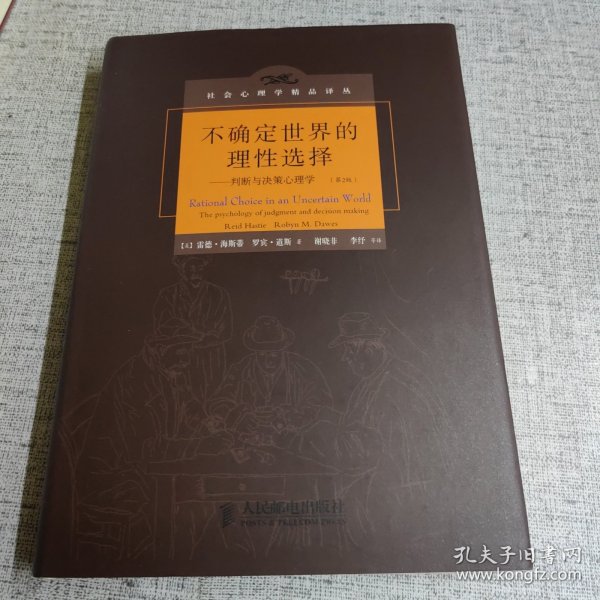 社会心理学精品译丛
不确定世界的
理性选择
——判断与决策心理学 (第2版)
Rational Choice in an Uncertain World
The psychology of judgment and decision making
Reid Hastie Robyn M. Dawes
[美] 雷德·海斯蒂 罗宾·道斯 著 谢晓非 李纾 等译
人民邮电出版社
POSTS & TELECOM PRESS
孔夫子旧书网
www.kongfz.com